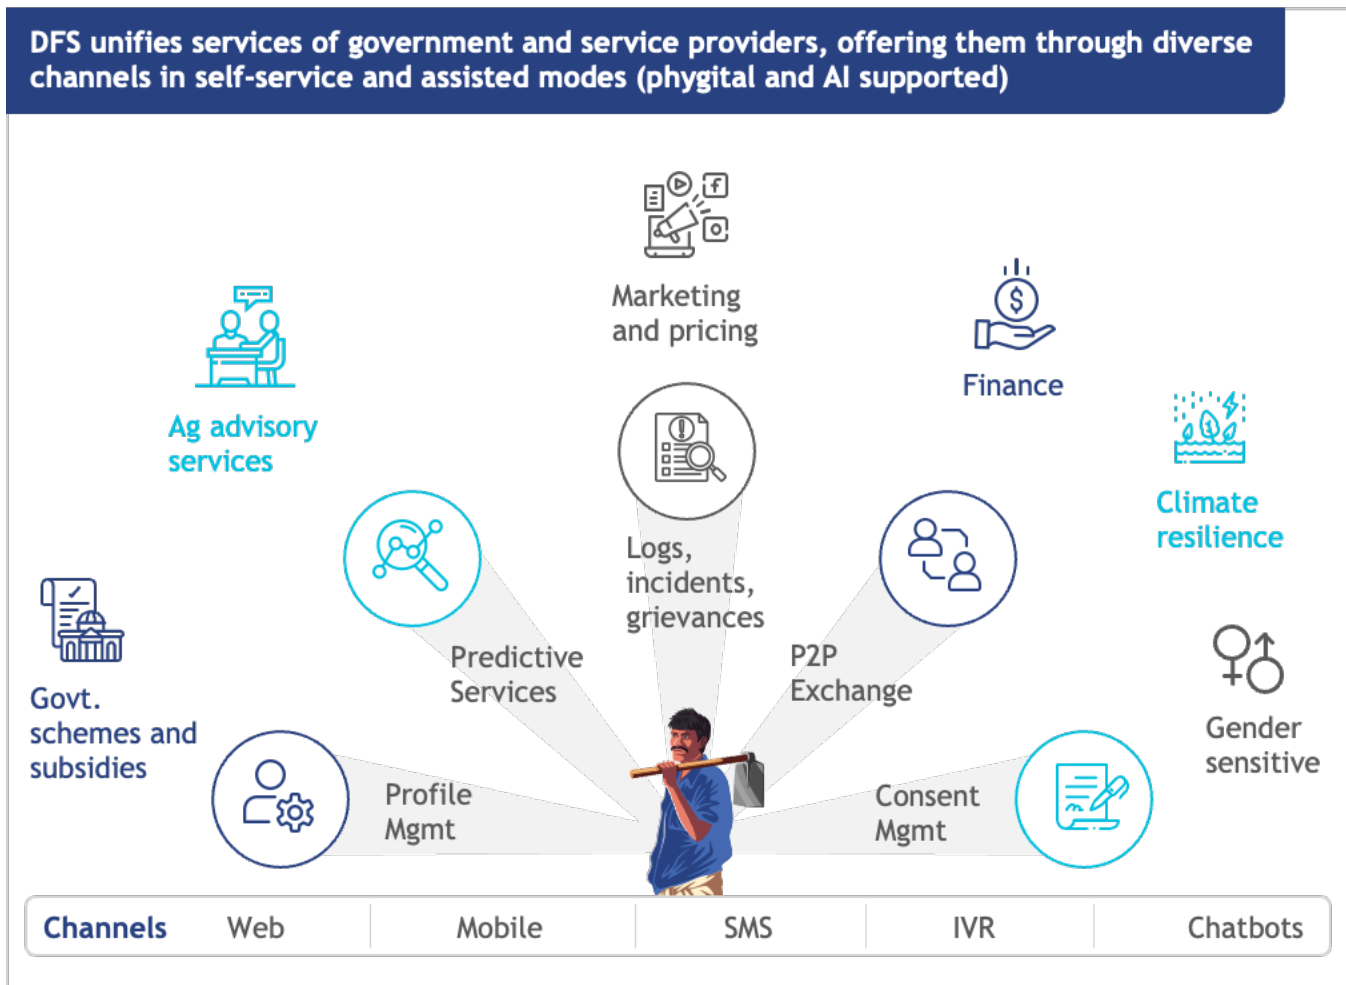 DFS unifies services of government and service providers, offering them through diverse
channels in self-service and assisted modes (phygital and AI supported)
Marketing
and pricing
Finance
Ag advisory
services
Climate
resilience
Logs,
incidents,
grievances
Predictive
Services
P2P
Exchange
Govt.
schemes and
subsidies
Gender
sensitive
Profile
Mgmt
Consent
Mgmt
Channels Web Mobile SMS IVR Chatbots